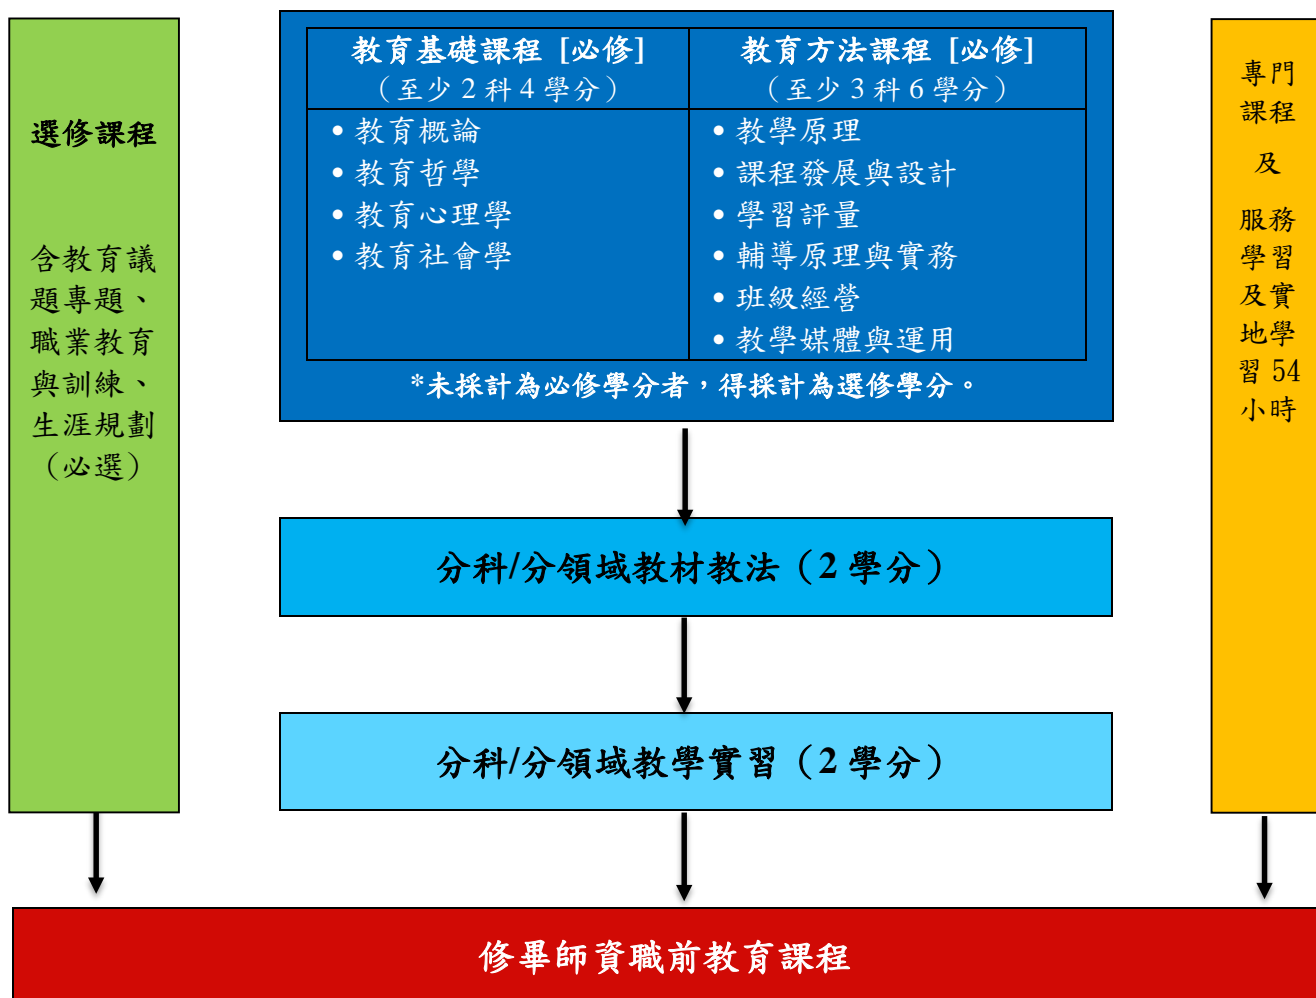 選修課程
含教育議
題專題、
職業教育
與訓練、
生涯規劃
（必選）
教育基礎課程 [必修]
（至少 2 科 4 學分）
•教育概論
•教育哲學
•教育心理學
•教育社會學
教育方法課程 [必修]
（至少 3 科 6 學分）
•教學原理
•課程發展與設計
•學習評量
•輔導原理與實務
•班級經營
•教學媒體與運用
*未採計為必修學分者，得採計為選修學分。
分科/分領域教材教法（2 學分）
分科/分領域教學實習（2 學分）
專門
課程
及
服務
學習
及實
地學
習 54
小時
修畢師資職前教育課程